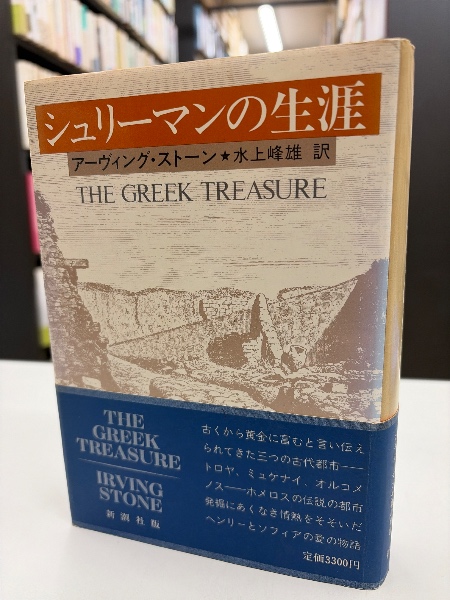 シュリーマンの生涯
アーヴィング・ストーン★水上峰雄 訳
THE GREEK TREASURE
THE
GREEK
TREASURE
IRVING
STONE
新潮社版
古くから黄金に富むと言い伝え
られてきた三つの古代都市——
トロヤ、ミュケナイ、オルコメ
ノス——ホメロスの伝説の都市
発掘にあくなき情熱をそそいだ
ヘンリーとソフィアの愛の物語
定価3300円